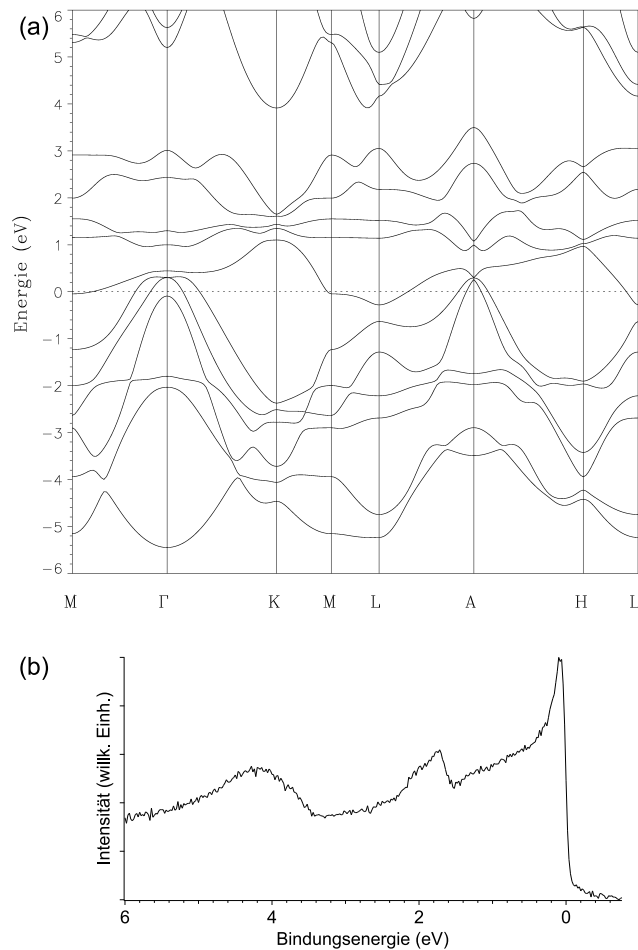 (a)
6
5
4
3
2
1
0
-1
-2
-3
-4
-5
-6
Energie (eV)
M Γ K M L A H L
(b)
Intensität (willk. Einh.)
6 4 2 0
Bindungsenergie (eV)